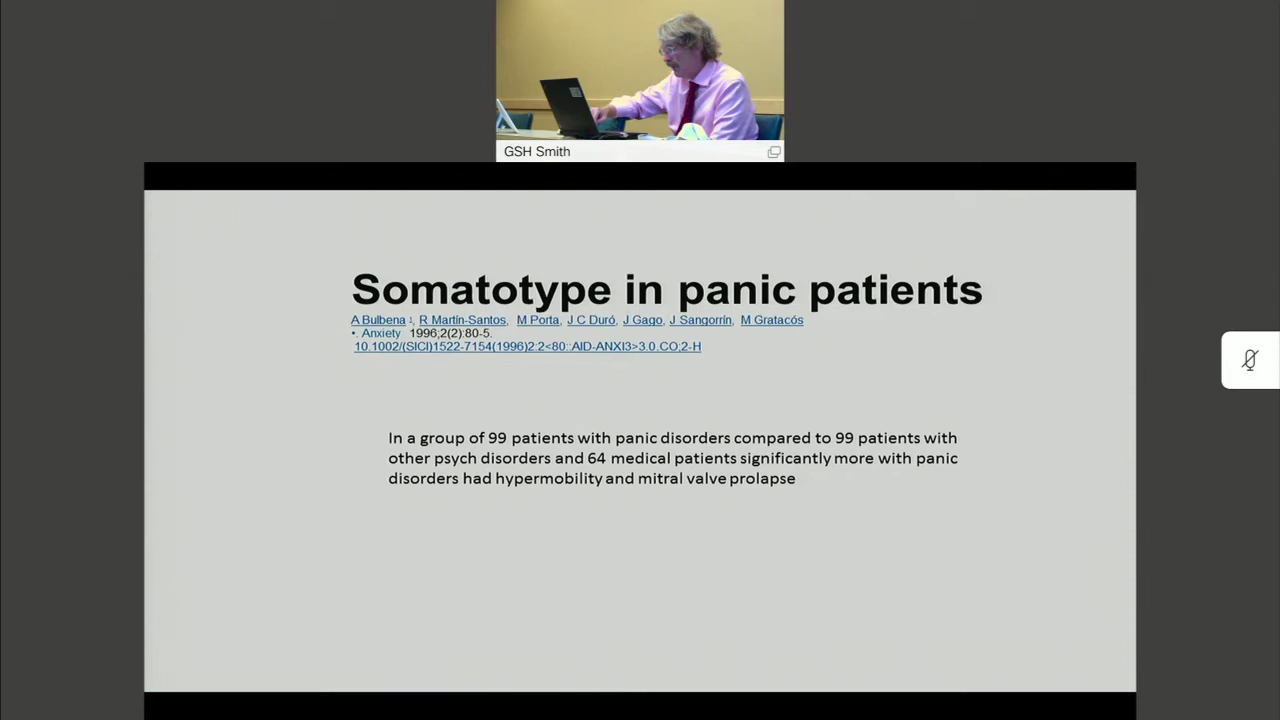 GSH Smith
Somatotype in panic patients
A Bulbena 1, R Martín-Santos, M Porta, J C Duró, J Gago, J Sangorrín, M Gratacós
•. Anxiety 1996;2(2):80-5.
10.1002/(SICI)1522-7154(1996)2:2<80::AID-ANXI3>3.0.CO;2-H
In a group of 99 patients with panic disorders compared to 99 patients with
other psych disorders and 64 medical patients significantly more with panic
disorders had hypermobility and mitral valve prolapse